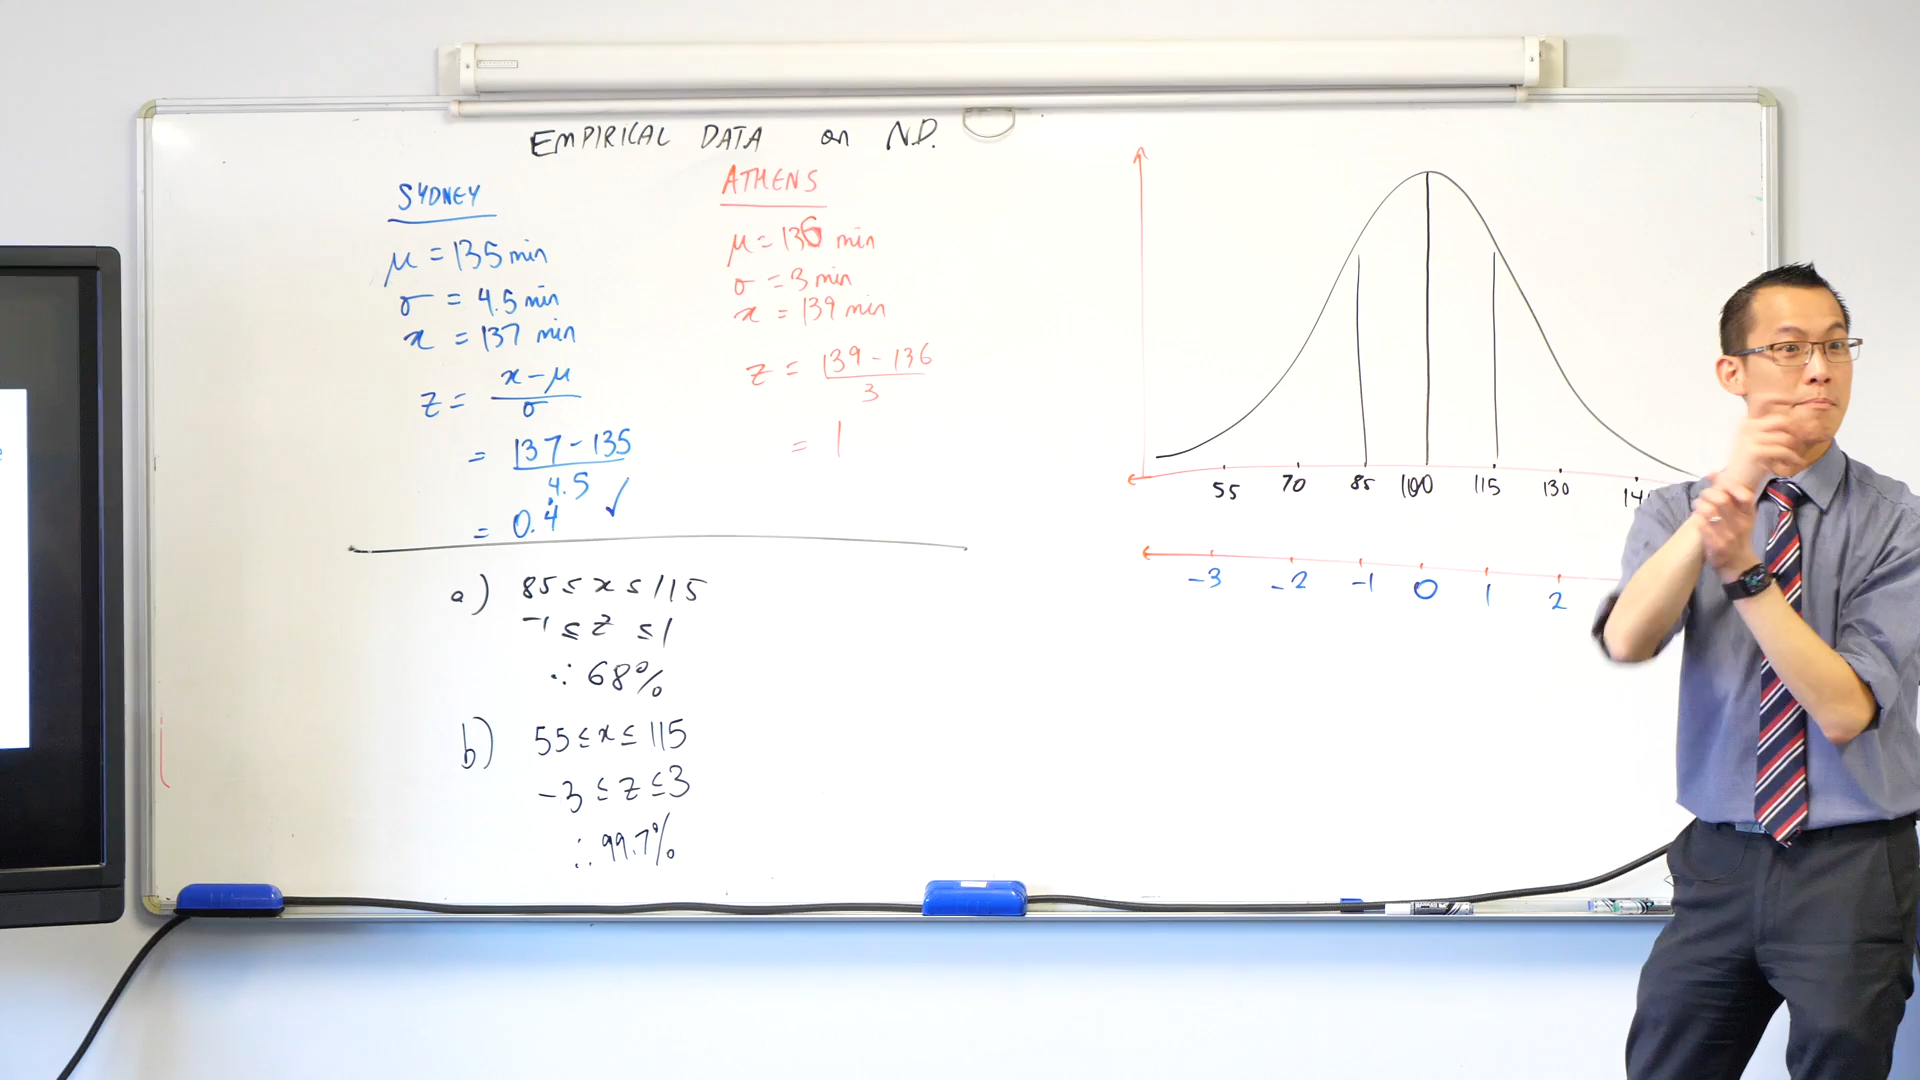 EMPIRICAL DATA on N.D.
SYDNEY
μ = 135 min
σ = 4.5 min
x = 137 min
z = x-μ / σ
= 137-135 / 4.5
= 0.4̇ ✓
ATHENS
μ = 136 min
σ = 3 min
x = 139 min
z = 139-136 / 3
= 1
a) 85 ≤ x ≤ 115
-1 ≤ z ≤ 1
∴ 68%
b) 55 ≤ x ≤ 115
-3 ≤ z ≤ 3
∴ 99.7%
55 70 85 100 115 130 14
-3 -2 -1 0 1 2